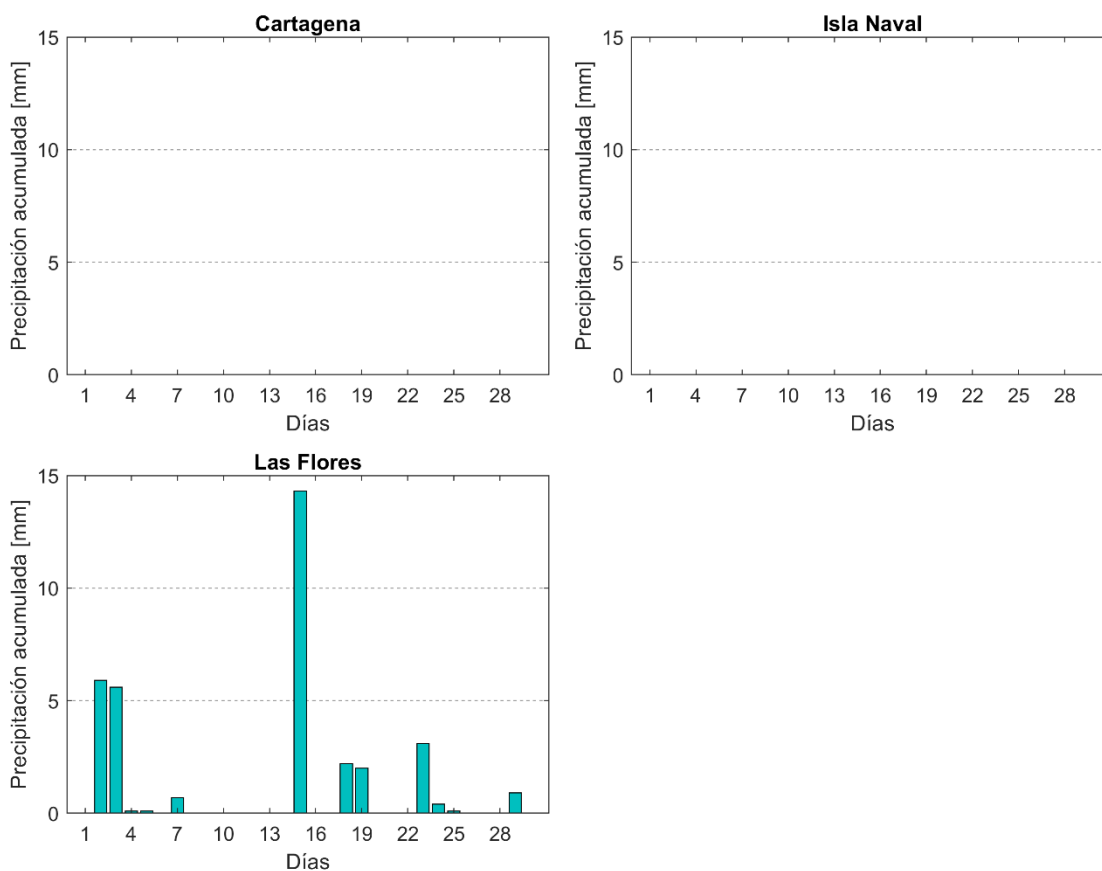 Cartagena
Precipitación acumulada [mm]
15
10
5
0
1 4 7 10 13 16 19 22 25 28
Días
Isla Naval
Precipitación acumulada [mm]
15
10
5
0
1 4 7 10 13 16 19 22 25 28
Días
Las Flores
Precipitación acumulada [mm]
15
10
5
0
1 4 7 10 13 16 19 22 25 28
Días